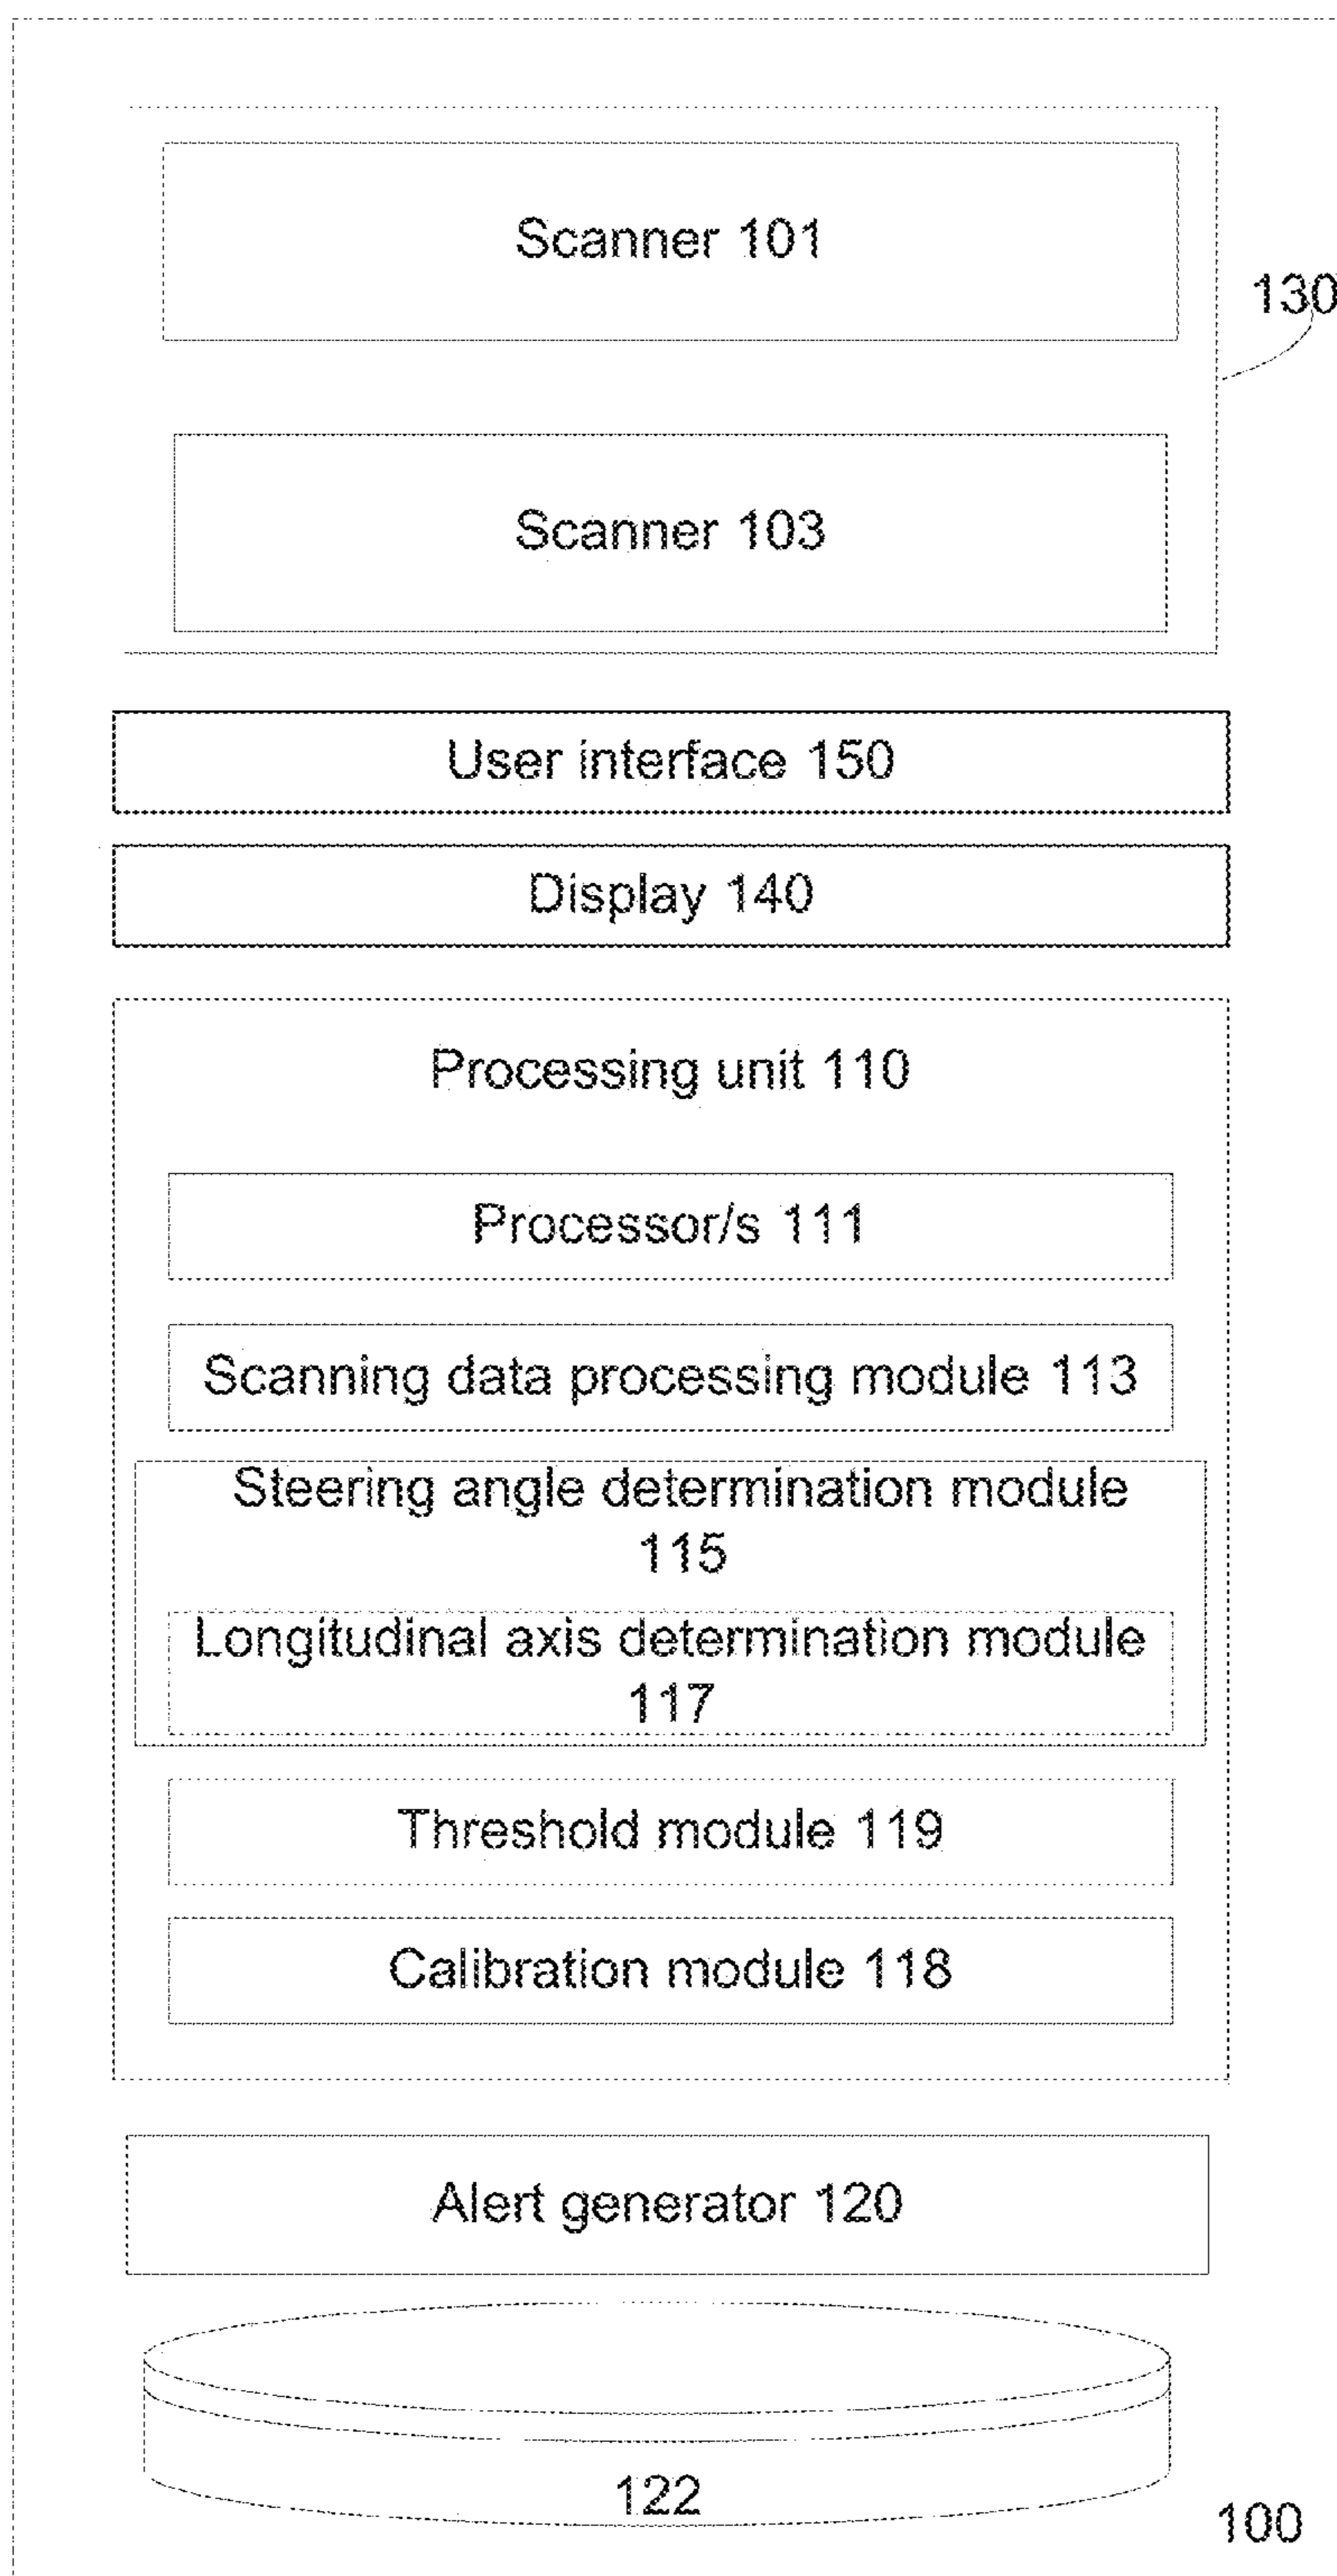 Scanner 101
130
Scanner 103
User interface 150
Display 140
Processing unit 110
Processor/s 111
Scanning data processing module 113
Steering angle determination module
115
Longitudinal axis determination module
117
Threshold module 119
Calibration module 118
Alert generator 120
122
100